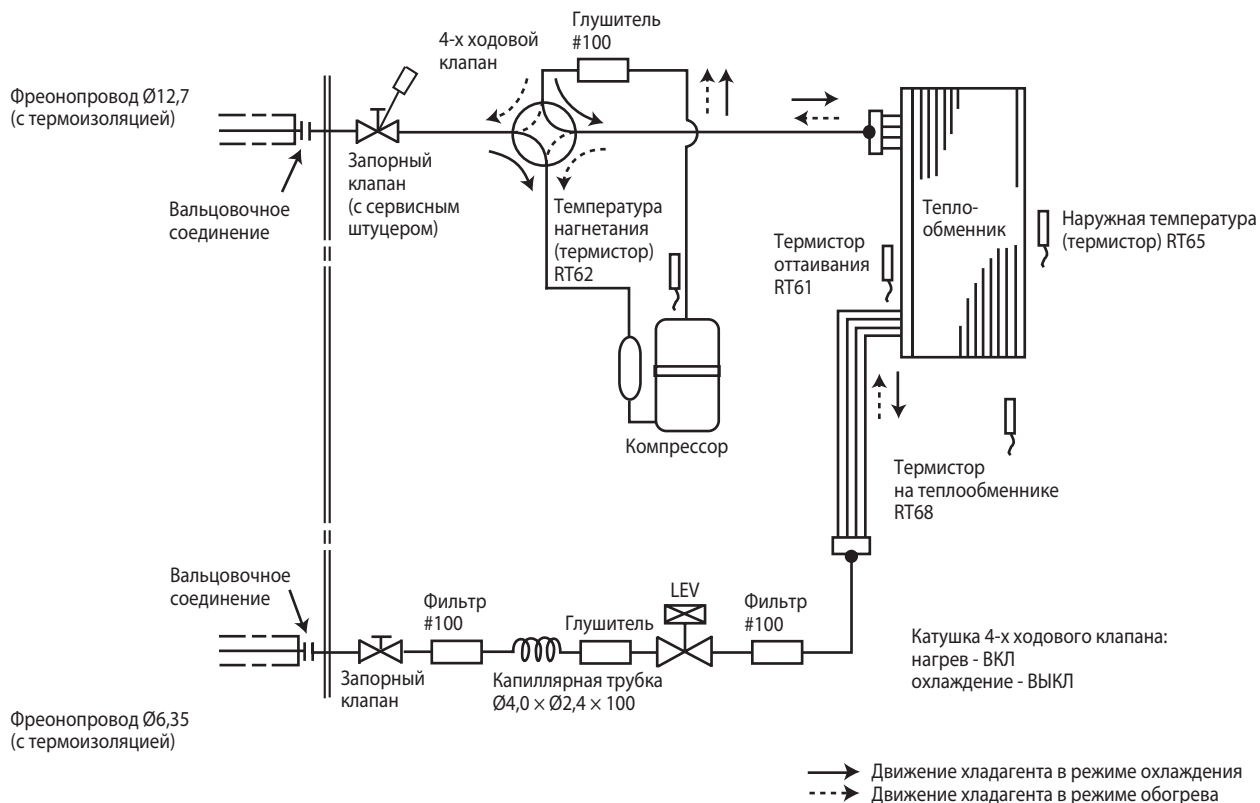 Глушитель
#100
4-х ходовой
клапан
Фреонопровод Ø12,7
(с термоизоляцией)
Вальцовочное
соединение
Запорный
клапан
(с сервисным
штуцером)
Температура
нагнетания
(термистор)
RT62
Тепло-
обменник
Наружная температура
(термистор) RT65
Термистор
оттаивания
RT61
Компрессор
Термистор
на теплообменнике
RT68
Вальцовочное
соединение
Фильтр
#100
Глушитель
LEV
Фильтр
#100
Запорный
клапан
Капиллярная трубка
Ø4,0 × Ø2,4 × 100
Катушка 4-х ходового клапана:
нагрев - ВКЛ
охлаждение - ВЫКЛ
Фреонопровод Ø6,35
(с термоизоляцией)
Движение хладагента в режиме охлаждения
Движение хладагента в режиме обогрева